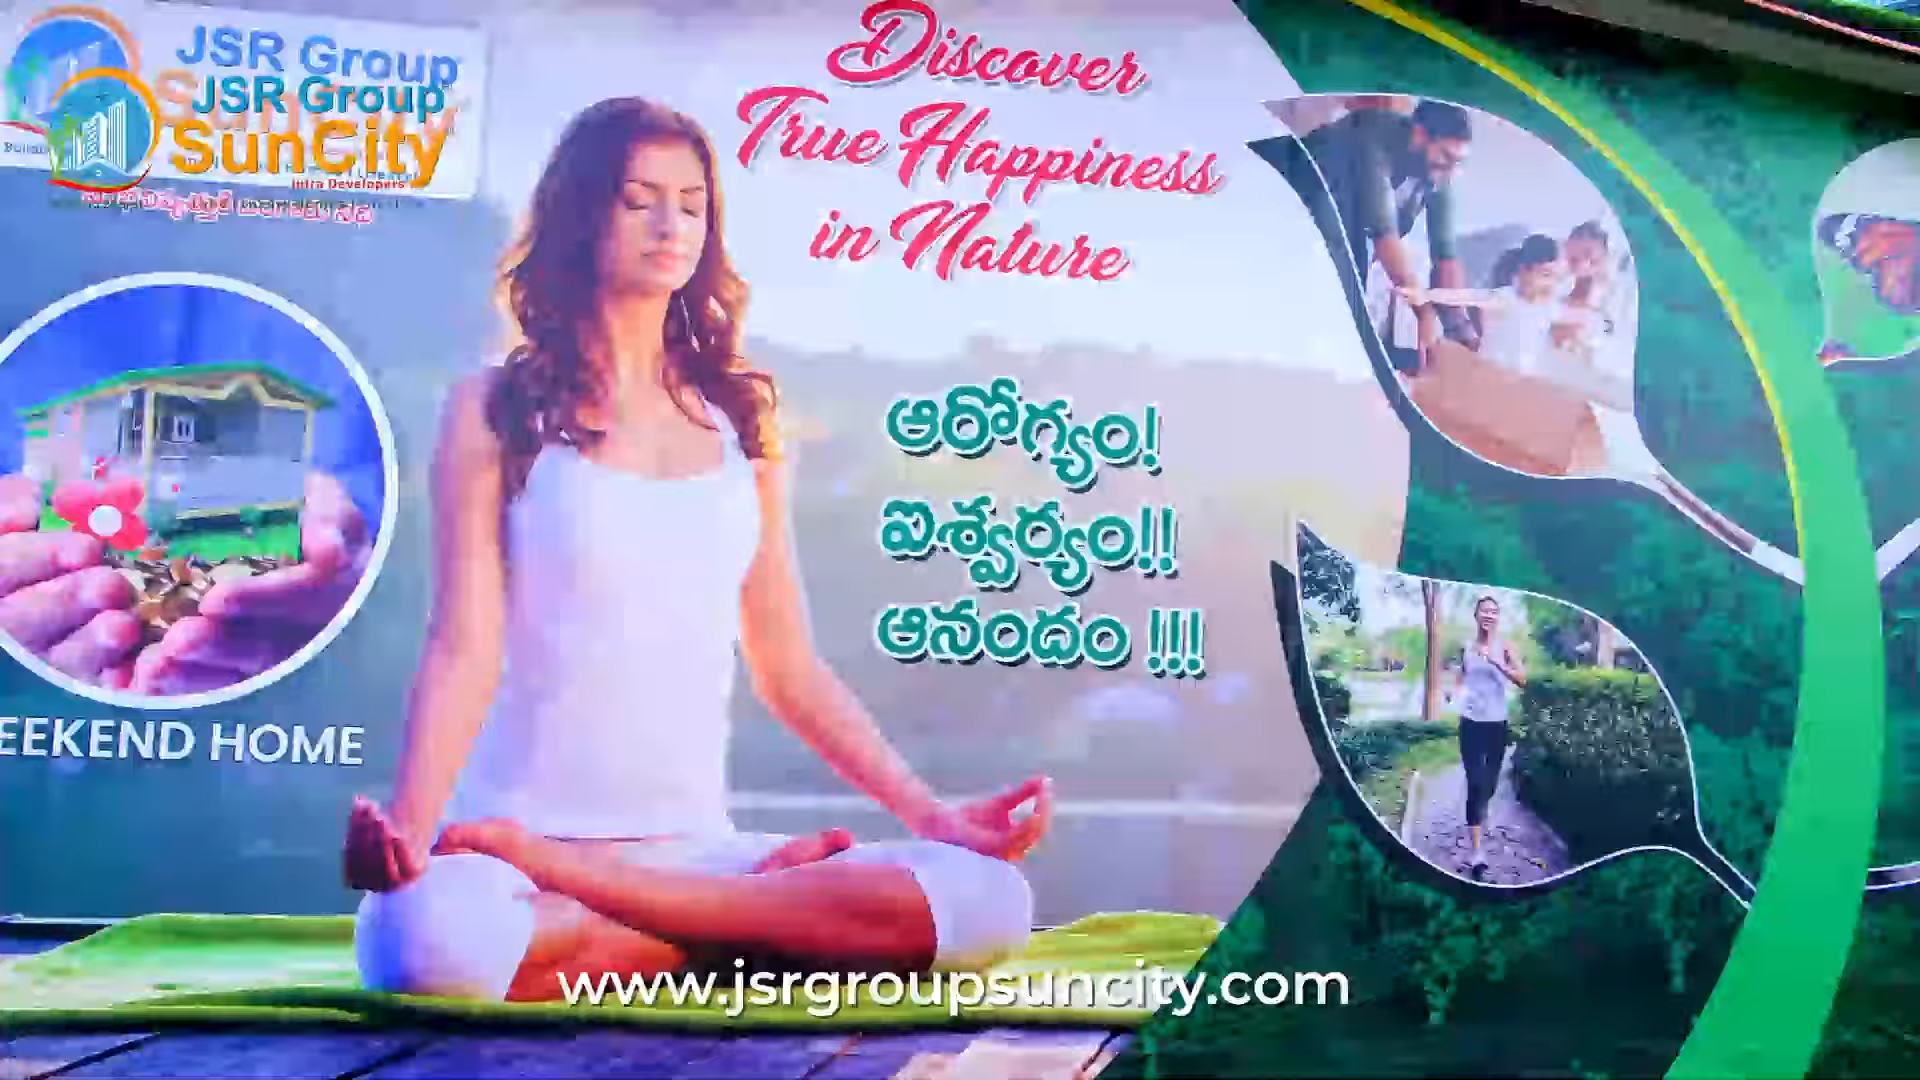 JSR Group
JSR Group
SunCity
Infra Developers
Discover
True Happiness
in Nature
ఆరోగ్యం!
ఐశ్వర్యం!!
ఆనందం !!!
EEKEND HOME
www.jsrgroupsuncity.com